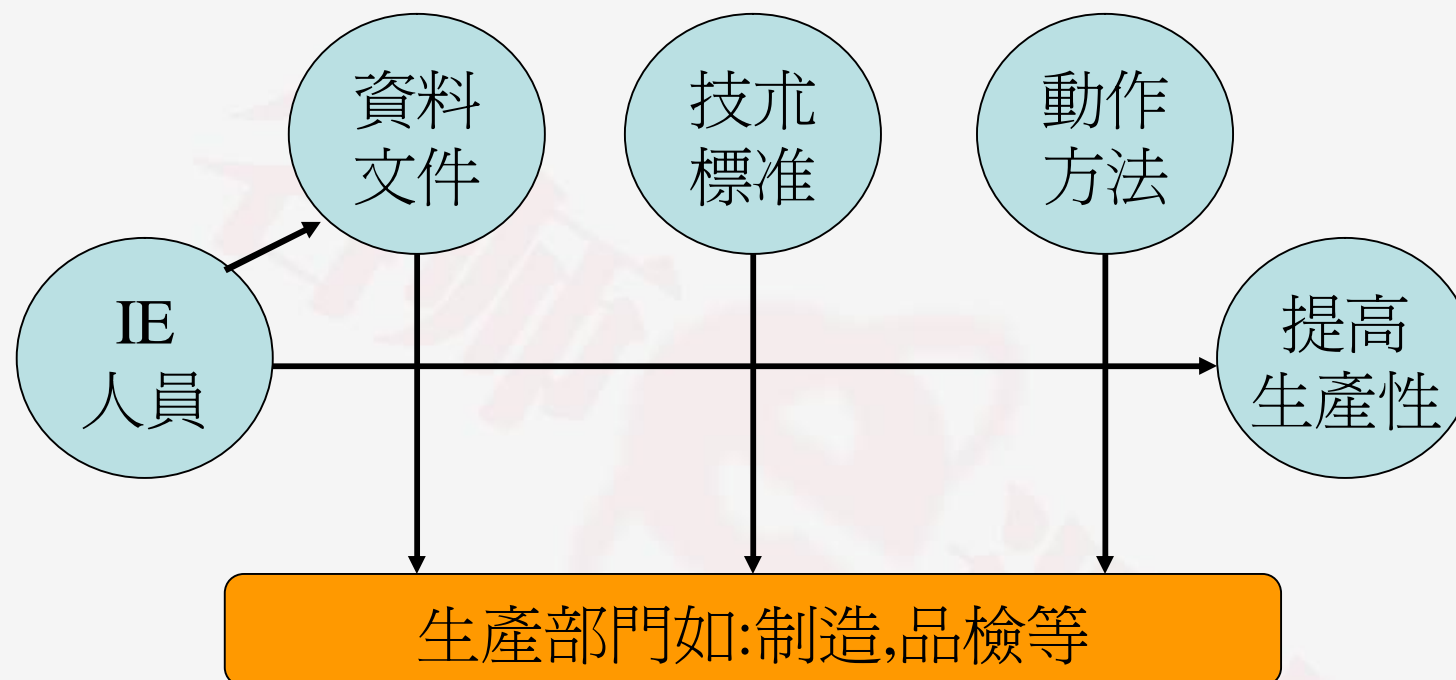 資料
文件
技朮
標准
動作
方法
IE
人員
提高
生產性
生產部門如:制造,品檢等